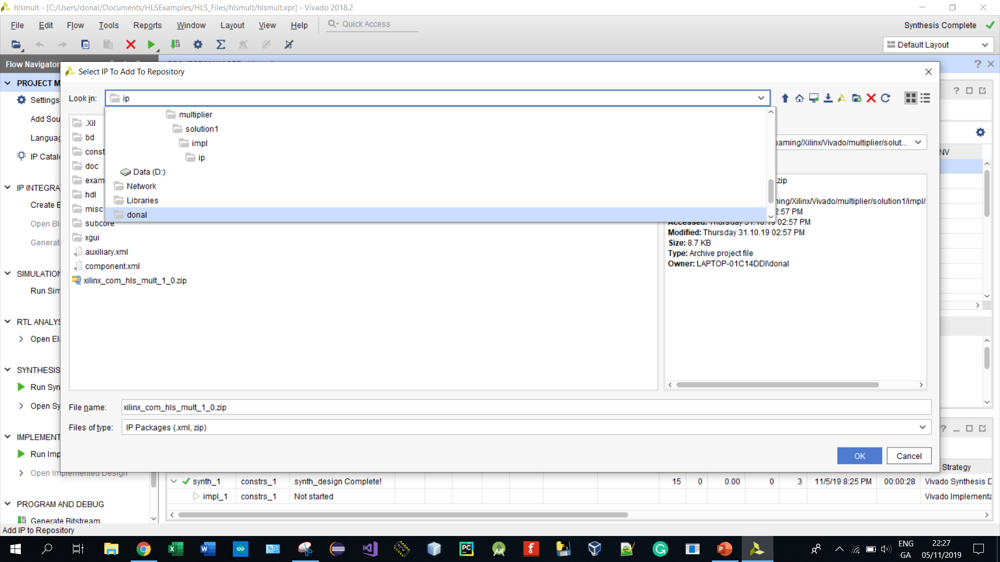 hlsmult - [C:/Users/donal/Documents/HLSExamples/HLS_Files/hlsmult/hlsmult.xpr] - Vivado 2018.2
File Edit Flow Tools Reports Window Layout View Help Quick Access
Synthesis Complete
Default Layout
Flow Navigator
Select IP To Add To Repository
PROJECT M
Settings
Add Sou
Languag
IP Catal
IP INTEGRA
Create B
Open Bl
Generat
SIMULATION
Run Sim
RTL ANALYS
Open El
SYNTHESIS
Run Syn
Open Sy
IMPLEMENT
Run Imp
Open Implemented Design
PROGRAM AND DEBUG
Generate Bitstream
Look in: ip
multiplier
solution1
impl
ip
Data (D:)
Network
Libraries
donal
.Xil
bd
const
doc
exam
hdl
misc
subcore
xgui
auxiliary.xml
component.xml
xilinx_com_hls_mult_1_0.zip
oaming/Xilinx/Vivado/multiplier/solut...
NV
.zip
ning/Xilinx/Vivado/multiplier/solution1/impl/
2:57 PM
Accessed: Thursday 31.10.19 02:57 PM
Modified: Thursday 31.10.19 02:57 PM
Size: 8.7 KB
Type: Archive project file
Owner: LAPTOP-01C14DDI\donal
File name: xilinx_com_hls_mult_1_0.zip
Files of type: IP Packages (.xml, zip)
OK Cancel
Strategy
synth_1 constrs_1 synth_design Complete! 15 0 0.00 0 3 11/5/19 8:25 PM 00:00:28 Vivado Synthesis D
impl_1 constrs_1 Not started Vivado Implementa
Add IP to Repository
ENG
GA
22:27
05/11/2019